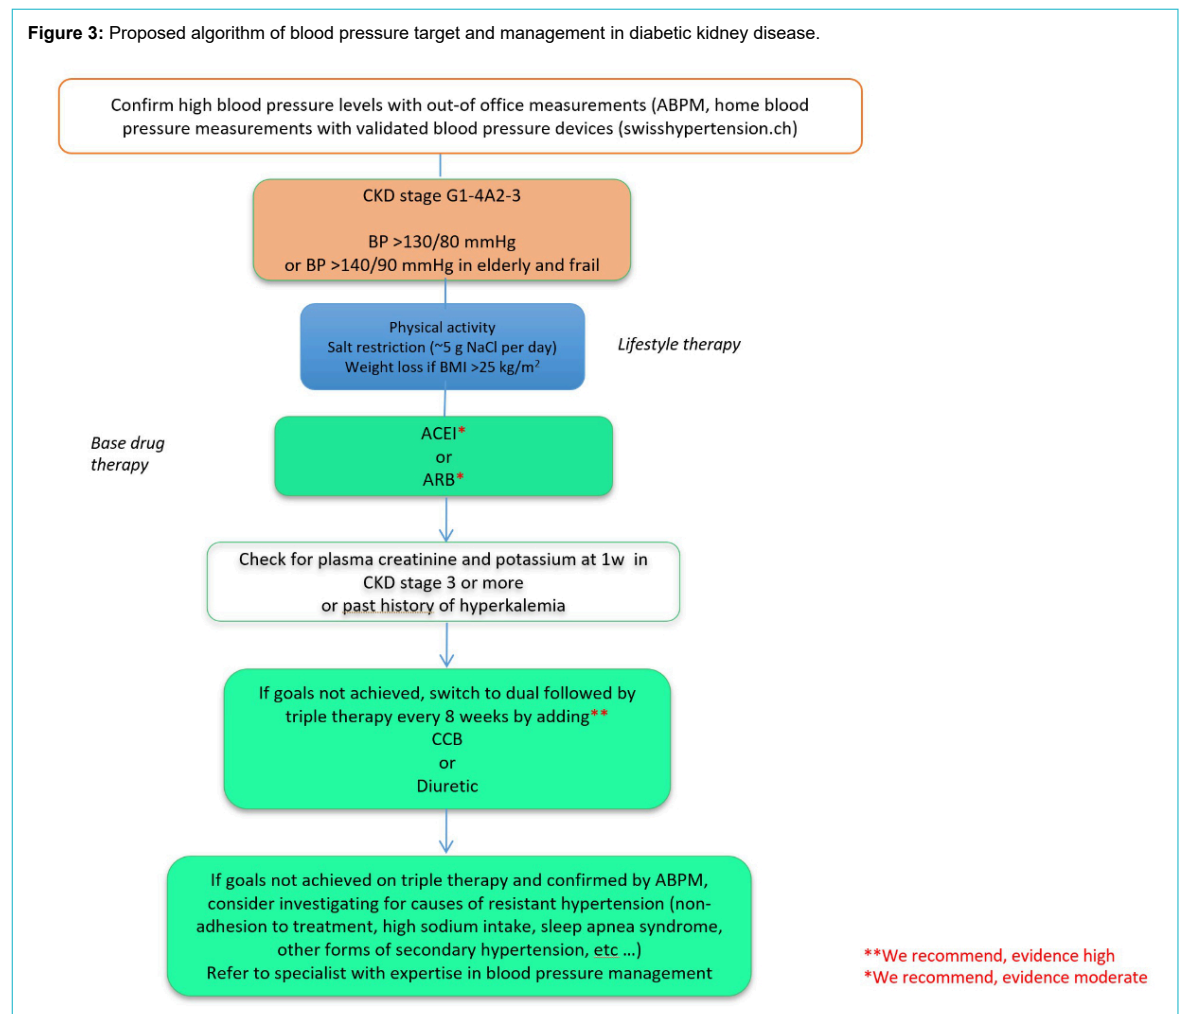 Figure 3: Proposed algorithm of blood pressure target and management in diabetic kidney disease.
Confirm high blood pressure levels with out-of office measurements (ABPM, home blood
pressure measurements with validated blood pressure devices (swisshypertension.ch)
CKD stage G1-4A2-3
BP >130/80 mmHg
or BP >140/90 mmHg in elderly and frail
Physical activity
Salt restriction (~5 g NaCl per day)
Weight loss if BMI >25 kg/m²
Lifestyle therapy
Base drug
therapy
ACEI*
or
ARB*
Check for plasma creatinine and potassium at 1w in
CKD stage 3 or more
or past history of hyperkalemia
If goals not achieved, switch to dual followed by
triple therapy every 8 weeks by adding**
CCB
or
Diuretic
If goals not achieved on triple therapy and confirmed by ABPM,
consider investigating for causes of resistant hypertension (non-
adhesion to treatment, high sodium intake, sleep apnea syndrome,
other forms of secondary hypertension, etc ...)
Refer to specialist with expertise in blood pressure management
**We recommend, evidence high
*We recommend, evidence moderate